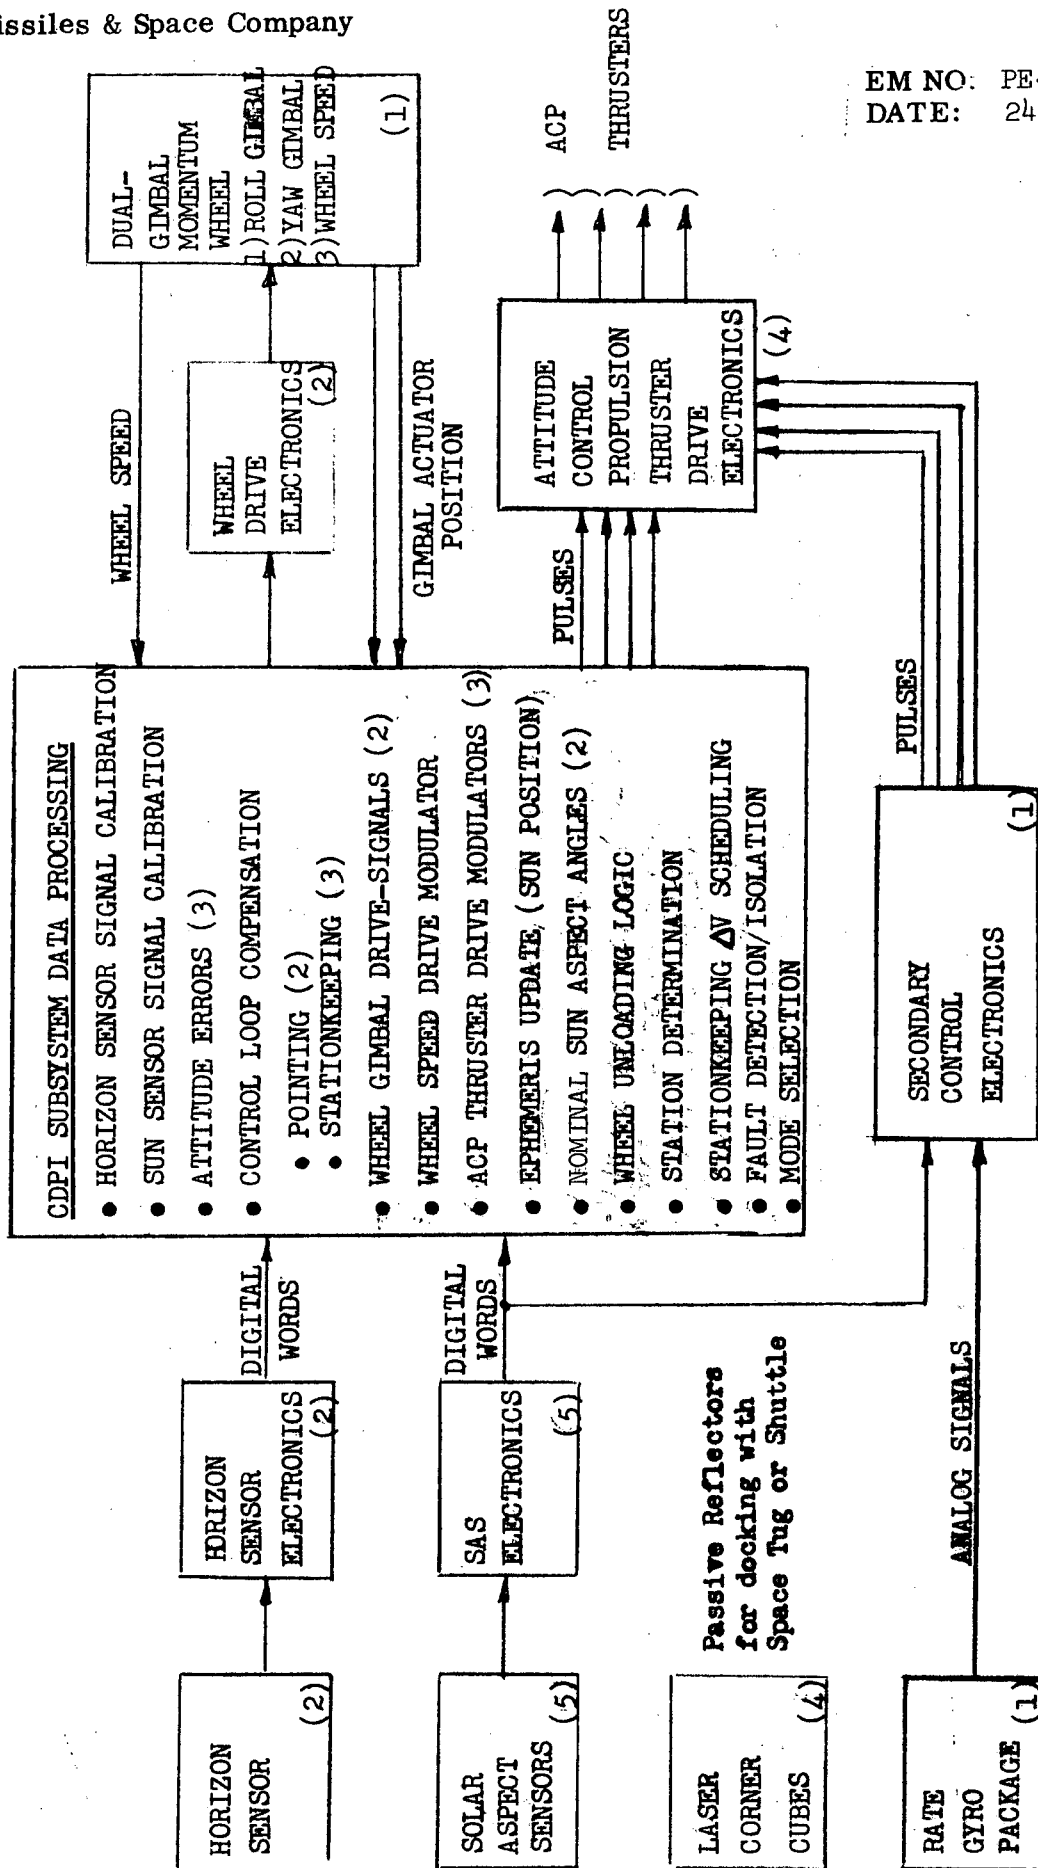 issiles & Space Company
EM NO: PE-
DATE: 24
HORIZON
SENSOR
(2)
HORIZON
SENSOR
ELECTRONICS
(2)
DIGITAL
WORDS
SOLAR
ASPECT
SENSORS
(5)
SAS
ELECTRONICS
(5)
DIGITAL
WORDS
LASER
CORNER
CUBES
(4)
Passive Reflectors
for docking with
Space Tug or Shuttle
RATE
GYRO
PACKAGE
(1)
ANALOG SIGNALS
CDPI SUBSYSTEM DATA PROCESSING
● HORIZON SENSOR SIGNAL CALIBRATION
● SUN SENSOR SIGNAL CALIBRATION
● ATTITUDE ERRORS (3)
● CONTROL LOOP COMPENSATION
● POINTING (2)
● STATIONKEEPING (3)
● WHEEL GIMBAL DRIVE-SIGNALS (2)
● WHEEL SPEED DRIVE MODULATOR
● ACP THRUSTER DRIVE MODULATORS (3)
● EPHEMERIS UPDATE, (SUN POSITION)
● NOMINAL SUN ASPECT ANGLES (2)
● WHEEL UNLOADING LOGIC
● STATION DETERMINATION
● STATIONKEEPING ΔV SCHEDULING
● FAULT DETECTION/ISOLATION
● MODE SELECTION
SECONDARY
CONTROL
ELECTRONICS
(1)
PULSES
WHEEL SPEED
WHEEL
DRIVE
ELECTRONICS
(2)
GIMBAL ACTUATOR
POSITION
DUAL-
GIMBAL
MOMENTUM
WHEEL
1)ROLL GIMBAL
2)YAW GIMBAL
3)WHEEL SPEED
(1)
PULSES
ATTITUDE
CONTROL
PROPULSION
THRUSTER
DRIVE
ELECTRONICS
(4)
ACP
THRUSTERS